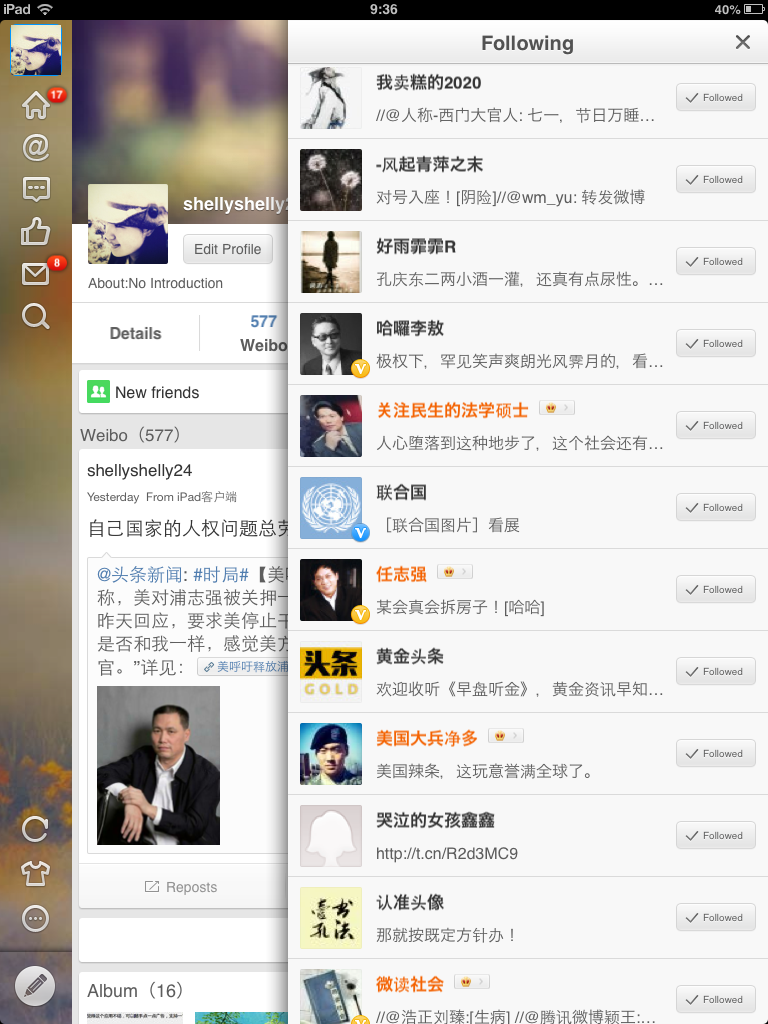 iPad
9:36
40%
17
8
shellyshelly2
Edit Profile
About:No Introduction
Details
577
Weibo
New friends
Weibo（577）
shellyshelly24
Yesterday From iPad客户端
自己国家的人权问题总劳
@头条新闻: #时局#【美呼
称，美对浦志强被关押一
昨天回应，要求美停止干
是否和我一样，感觉美方
官。”详见：
美呼吁释放浦
Reposts
Album（16）
Following
我卖糕的2020
//@人称-西门大官人: 七一，节日万睡…
Followed
-风起青萍之末
对号入座！[阴险]//@wm_yu: 转发微博
Followed
好雨霏霏R
孔庆东二两小酒一灌，还真有点尿性。…
Followed
哈囉李敖
极权下，罕见笑声爽朗光风霁月的，看…
Followed
关注民生的法学硕士
人心堕落到这种地步了，这个社会还有…
Followed
联合国
［联合国图片］看展
Followed
任志强
某会真会拆房子！[哈哈]
Followed
头条
GOLD
黄金头条
欢迎收听《早盘听金》，黄金资讯早知…
Followed
美国大兵净多
美国辣条，这玩意誉满全球了。
Followed
哭泣的女孩鑫鑫
http://t.cn/R2d3MC9
Followed
认准头像
那就按既定方针办！
Followed
微读社会
//@浩正刘臻:[生病] //@腾讯微博颖王:…
Followed